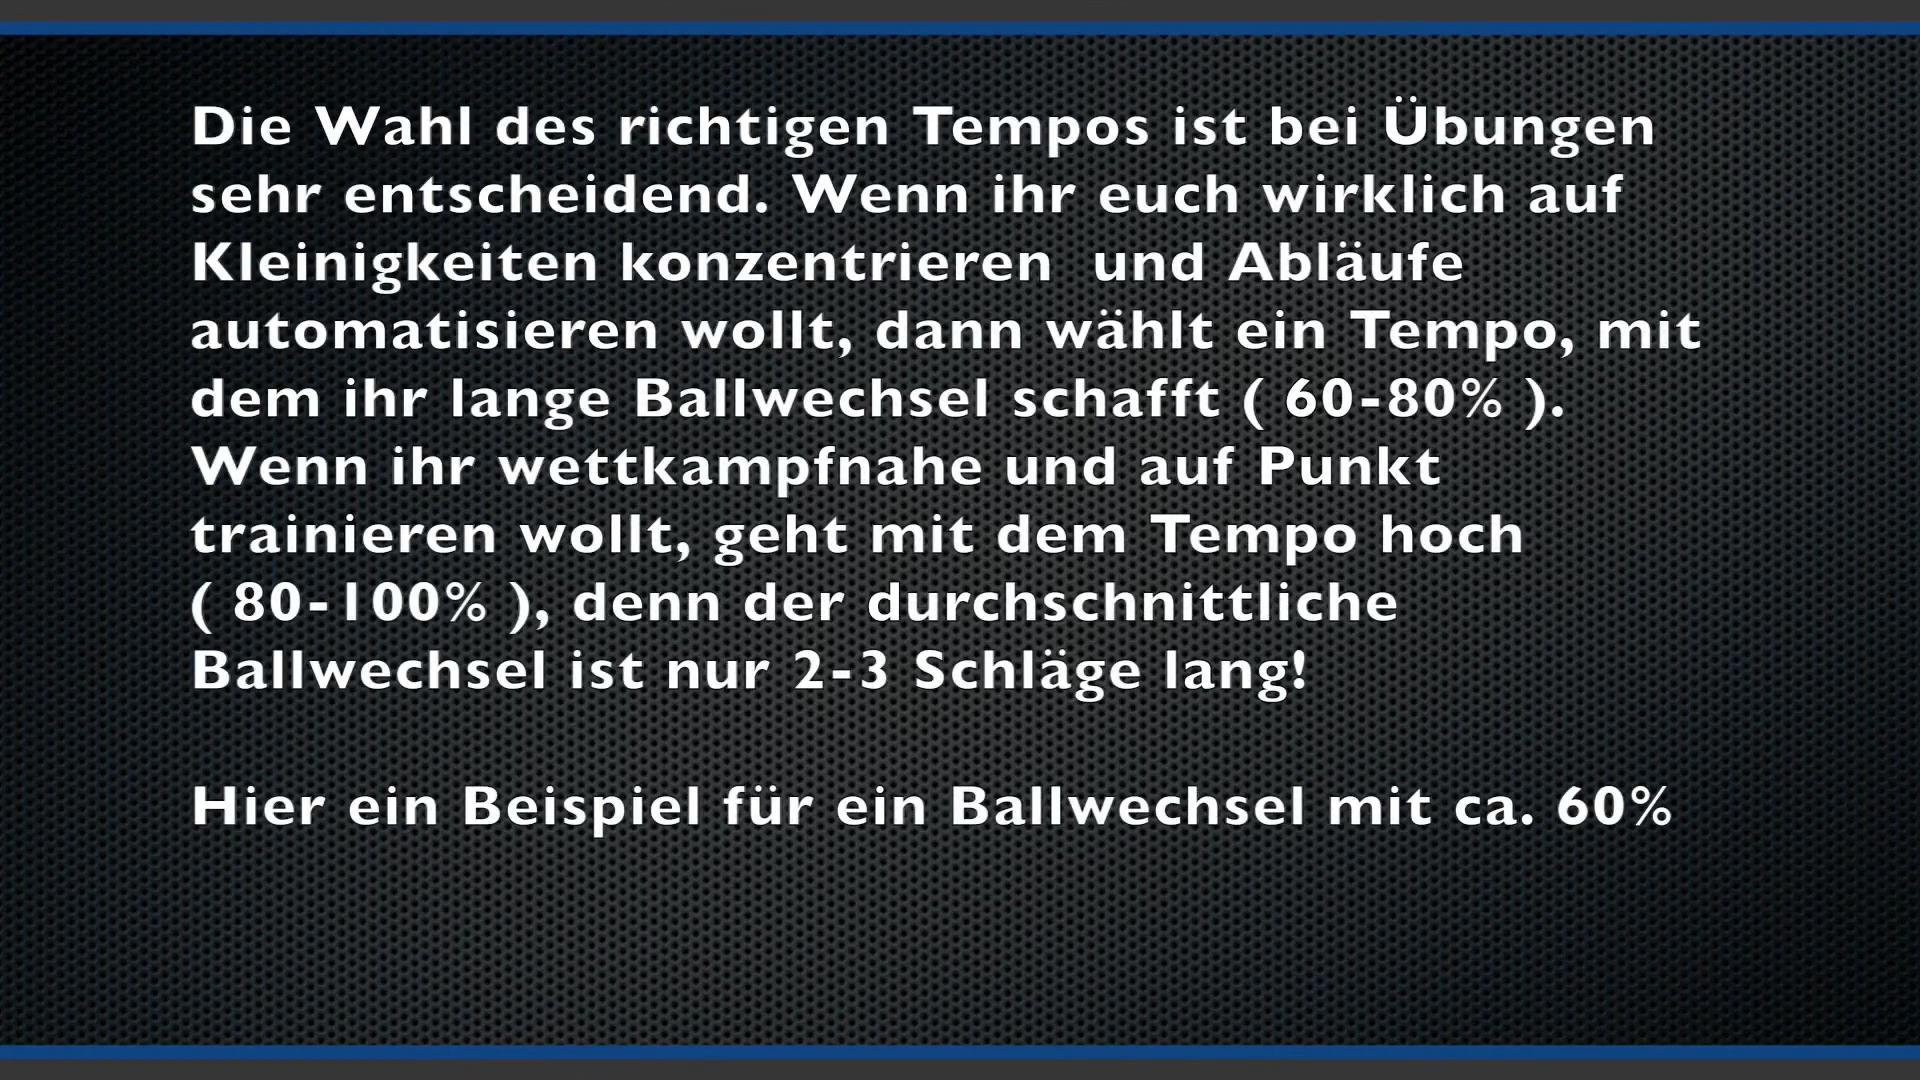 Die Wahl des richtigen Tempos ist bei Übungen
sehr entscheidend. Wenn ihr euch wirklich auf
Kleinigkeiten konzentrieren  und Abläufe
automatisieren wollt, dann wählt ein Tempo, mit
dem ihr lange Ballwechsel schafft ( 60-80% ).
Wenn ihr wettkampfnahe und auf Punkt
trainieren wollt, geht mit dem Tempo hoch
( 80-100% ), denn der durchschnittliche
Ballwechsel ist nur 2-3 Schläge lang!
Hier ein Beispiel für ein Ballwechsel mit ca. 60%